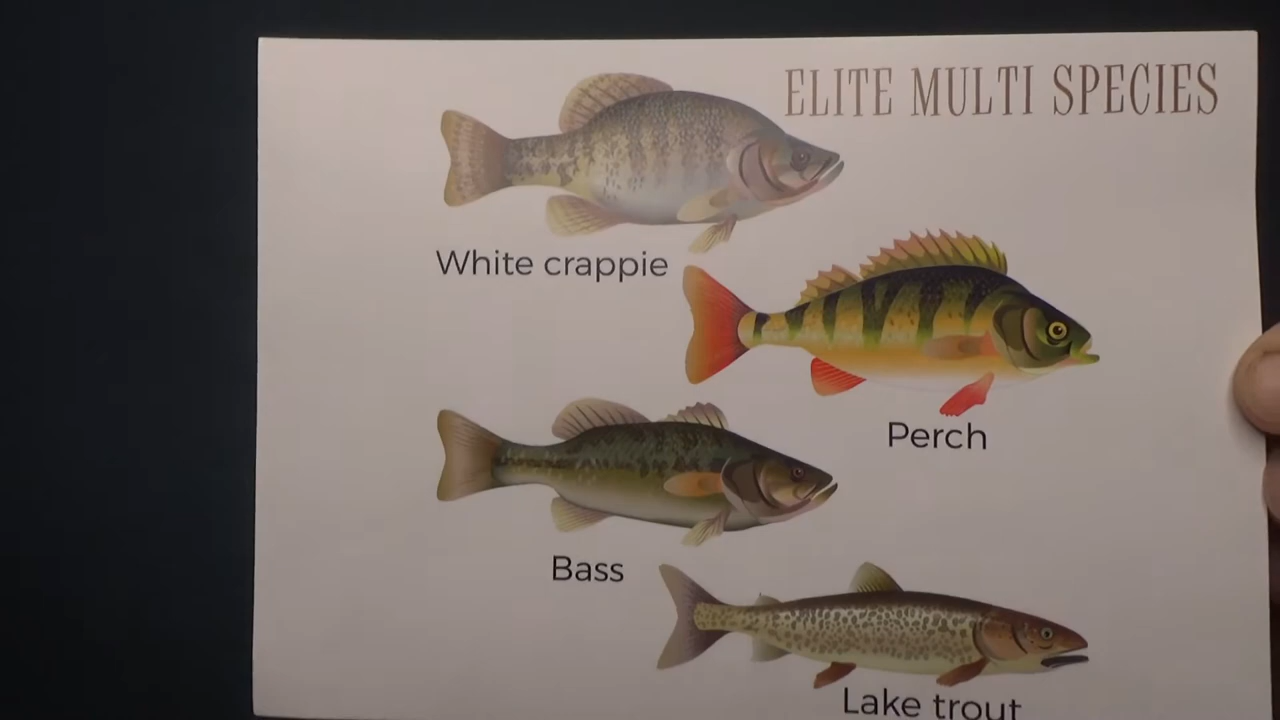 ELITE MULTI SPECIES
White crappie
Perch
Bass
Lake trout